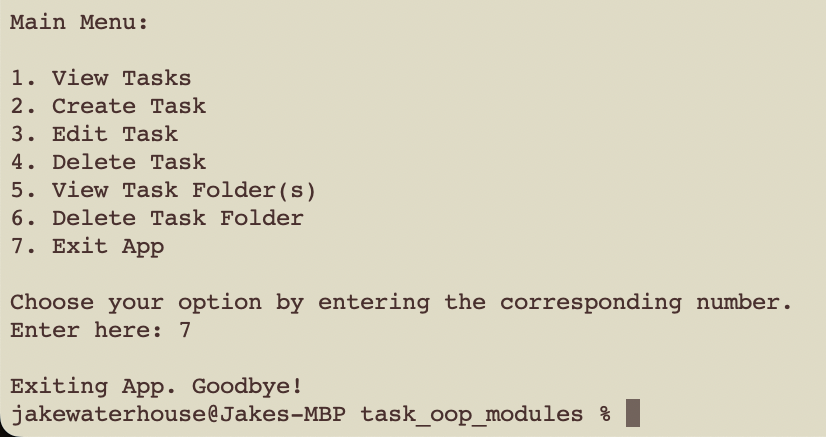 Main Menu:
1. View Tasks
2. Create Task
3. Edit Task
4. Delete Task
5. View Task Folder(s)
6. Delete Task Folder
7. Exit App
Choose your option by entering the corresponding number.
Enter here: 7
Exiting App. Goodbye!
jakewaterhouse@Jakes-MBP task_oop_modules %